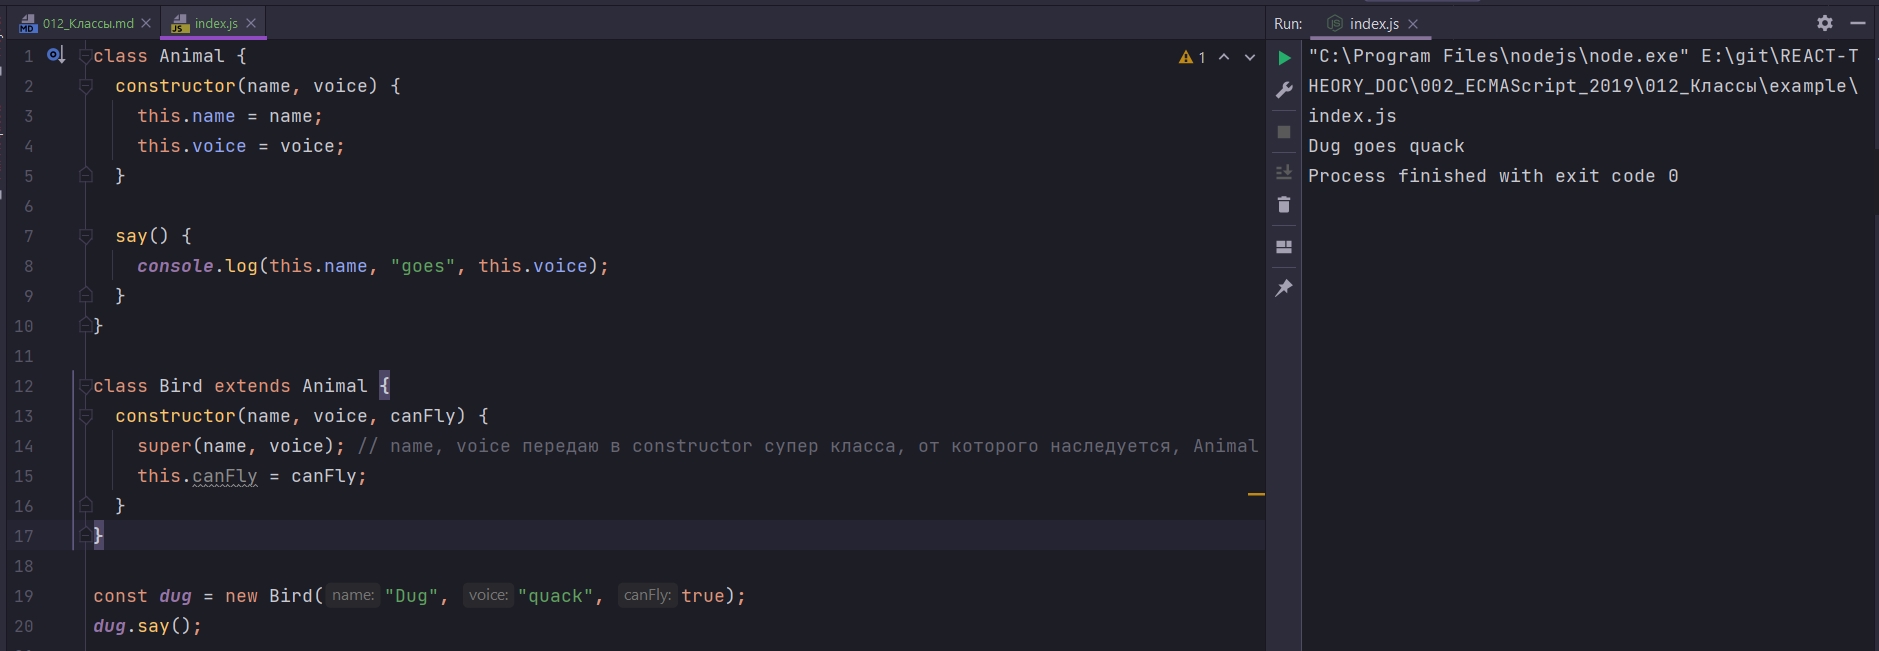 012_Классы.md
index.js
1 class Animal {
2 constructor(name, voice) {
3 this.name = name;
4 this.voice = voice;
5 }
6
7 say() {
8 console.log(this.name, "goes", this.voice);
9 }
10 }
11
12 class Bird extends Animal {
13 constructor(name, voice, canFly) {
14 super(name, voice); // name, voice передаю в constructor супер класса, от которого наследуется, Animal
15 this.canFly = canFly;
16 }
17 }
18
19 const dug = new Bird( name: "Dug", voice: "quack", canFly: true);
20 dug.say();
1
Run: index.js
"C:\Program Files\nodejs\node.exe" E:\git\REACT-T
HEORY_DOC\002_ECMAScript_2019\012_Классы\example\
index.js
Dug goes quack
Process finished with exit code 0